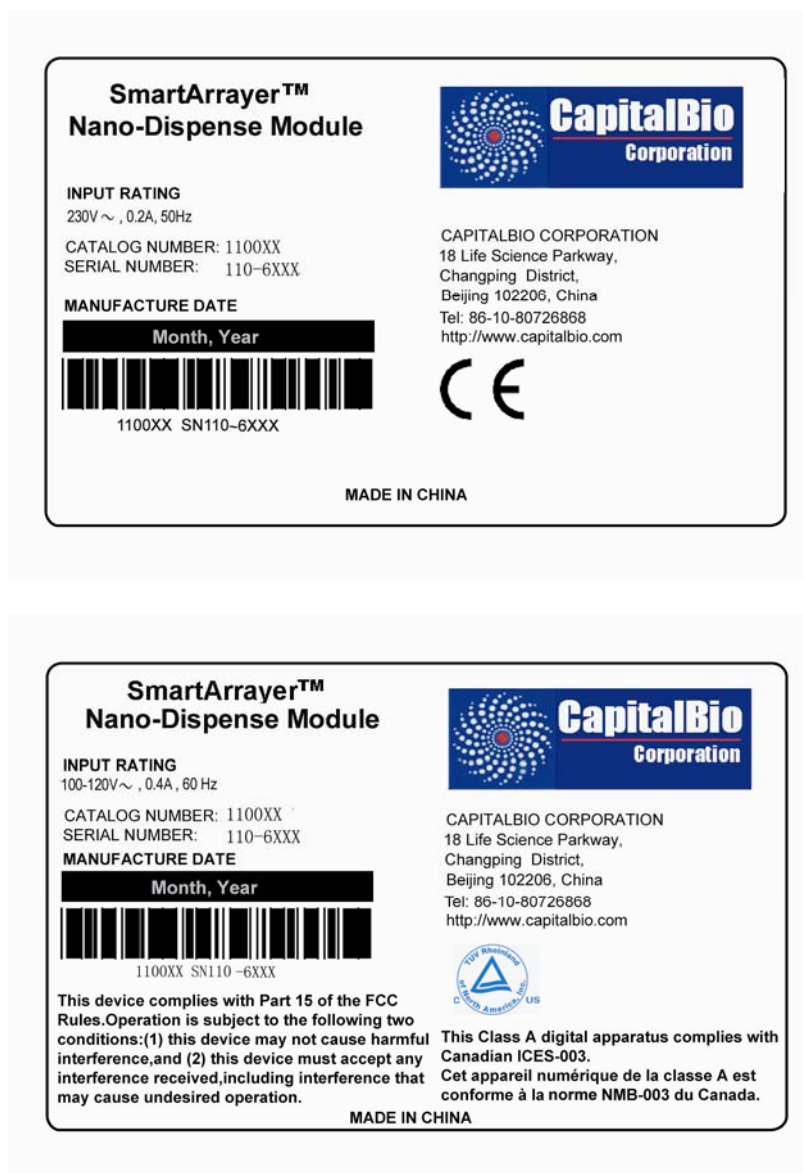 SmartArrayer™
Nano-Dispense Module
CapitalBio
Corporation
INPUT RATING
230V ~ , 0.2A, 50Hz
CATALOG NUMBER: 1100XX
SERIAL NUMBER: 110-6XXX
MANUFACTURE DATE
Month, Year
1100XX SN110~6XXX
CAPITALBIO CORPORATION
18 Life Science Parkway,
Changping District,
Beijing 102206, China
Tel: 86-10-80726868
http://www.capitalbio.com
CE
MADE IN CHINA
SmartArrayer™
Nano-Dispense Module
CapitalBio
Corporation
INPUT RATING
100-120V~ , 0.4A, 60 Hz
CATALOG NUMBER: 1100XX
SERIAL NUMBER: 110-6XXX
MANUFACTURE DATE
Month, Year
1100XX SN110-6XXX
This device complies with Part 15 of the FCC
Rules.Operation is subject to the following two
conditions:(1) this device may not cause harmful
interference,and (2) this device must accept any
interference received,including interference that
may cause undesired operation.
CAPITALBIO CORPORATION
18 Life Science Parkway,
Changping District,
Beijing 102206, China
Tel: 86-10-80726868
http://www.capitalbio.com
TUV Rheinland
of North America, Inc.
C US
This Class A digital apparatus complies with
Canadian ICES-003.
Cet appareil numérique de la classe A est
conforme à la norme NMB-003 du Canada.
MADE IN CHINA